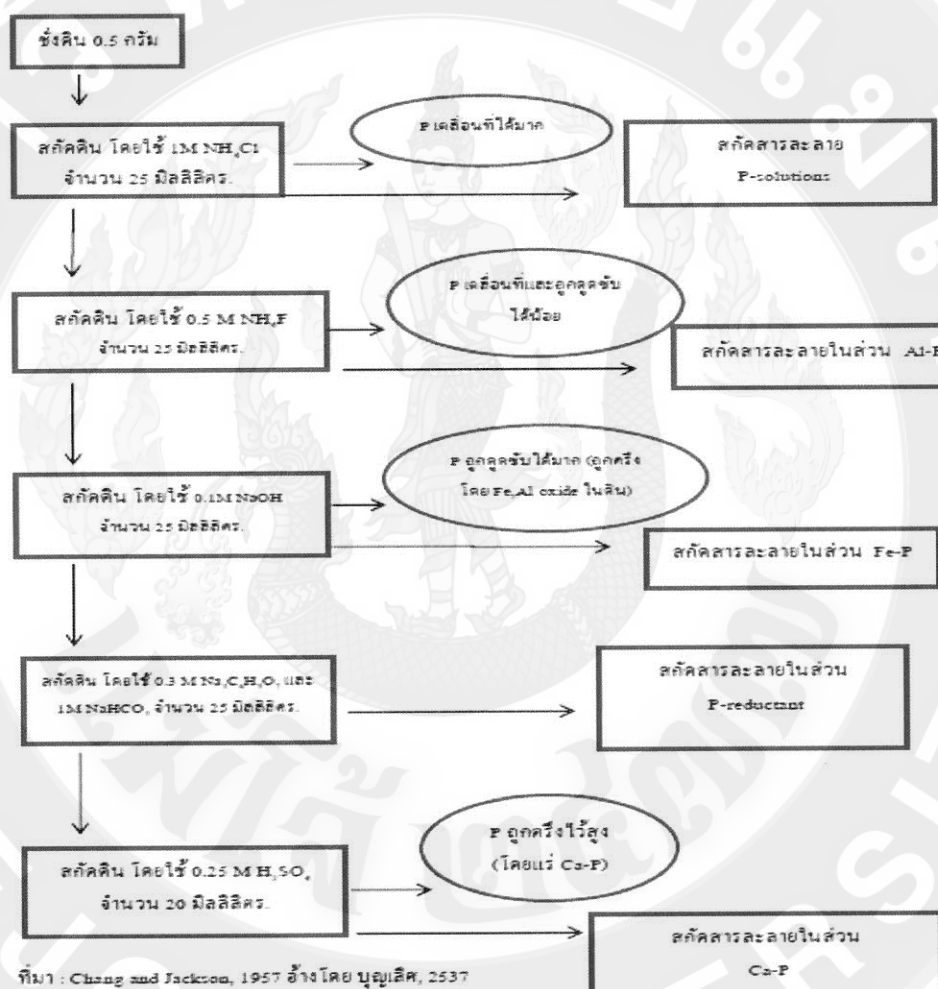 ชั่งดิน 0.5 กรัม
สกัดดิน โดยใช้ 1M NH₄Cl
จำนวน 25 มิลลิลิตร.
P เคลื่อนที่ได้มาก
สกัดสารละลาย
P-solutions
สกัดดิน โดยใช้ 0.5 M NH₄F
จำนวน 25 มิลลิลิตร.
P เคลื่อนที่และถูกดูดซับ
ได้น้อย
สกัดสารละลายในส่วน Al-P
สกัดดิน โดยใช้ 0.1M NaOH
จำนวน 25 มิลลิลิตร.
P ถูกดูดซับได้มาก (ถูกตรึง
โดย Fe,Al oxide ในดิน)
สกัดสารละลายในส่วน Fe-P
สกัดดิน โดยใช้ 0.3 M และ
1M NaHCO₃ จำนวน 25 มิลลิลิตร.
สกัดสารละลายในส่วน
P-reductant
P ถูกตรึงไว้สูง
(โดยแร่ Ca-P)
สกัดดิน โดยใช้ 0.25 M H₂SO₄
จำนวน 20 มิลลิลิตร.
สกัดสารละลายในส่วน
Ca-P
ที่มา : Chang and Jackson, 1957 อ้างโดย บุญเลิศ, 2537